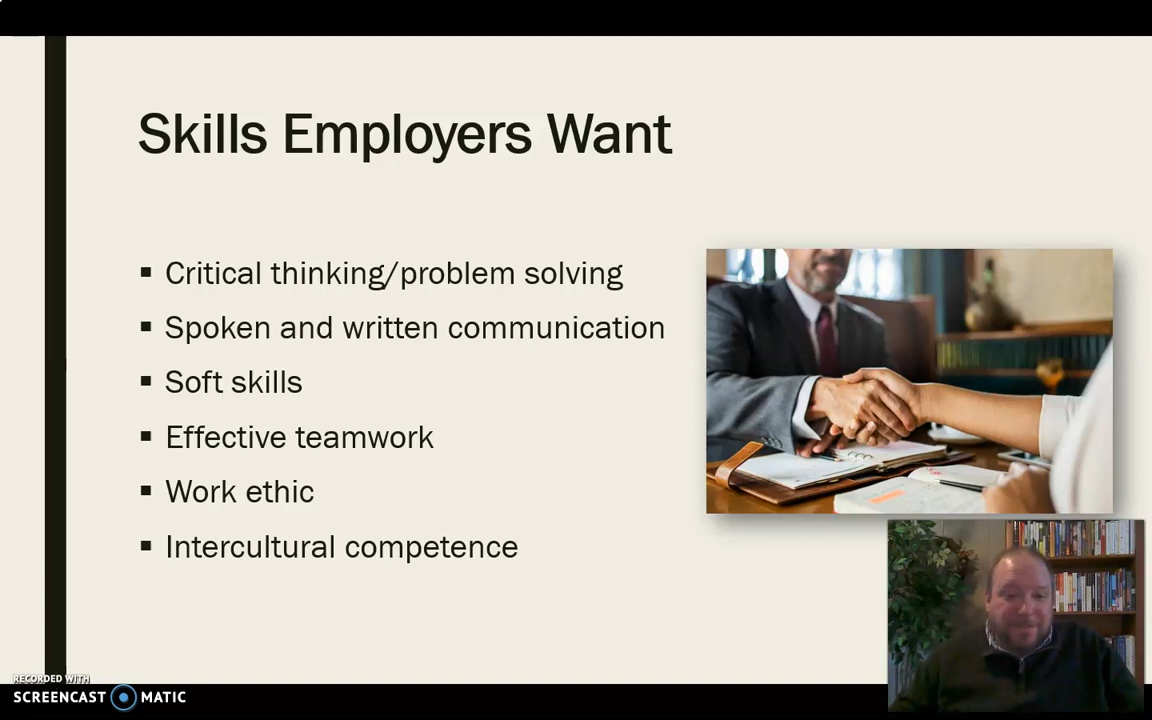 Skills Employers Want
Critical thinking/problem solving
Spoken and written communication
Soft skills
Effective teamwork
Work ethic
Intercultural competence
RECORDED WITH
SCREENCAST MATIC